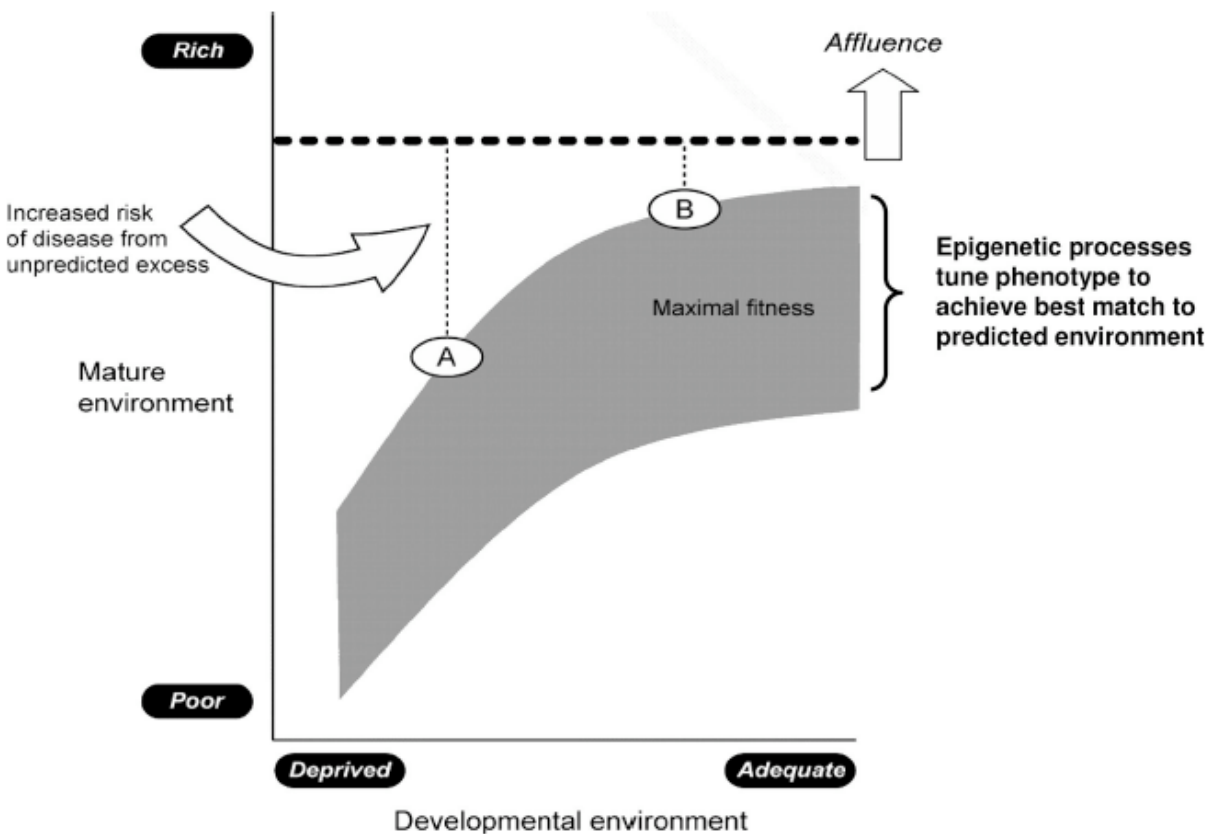 Rich
Affluence
Increased risk
of disease from
unpredicted excess
B
A
Maximal fitness
Epigenetic processes
tune phenotype to
achieve best match to
predicted environment
Mature
environment
Poor
Deprived
Adequate
Developmental environment